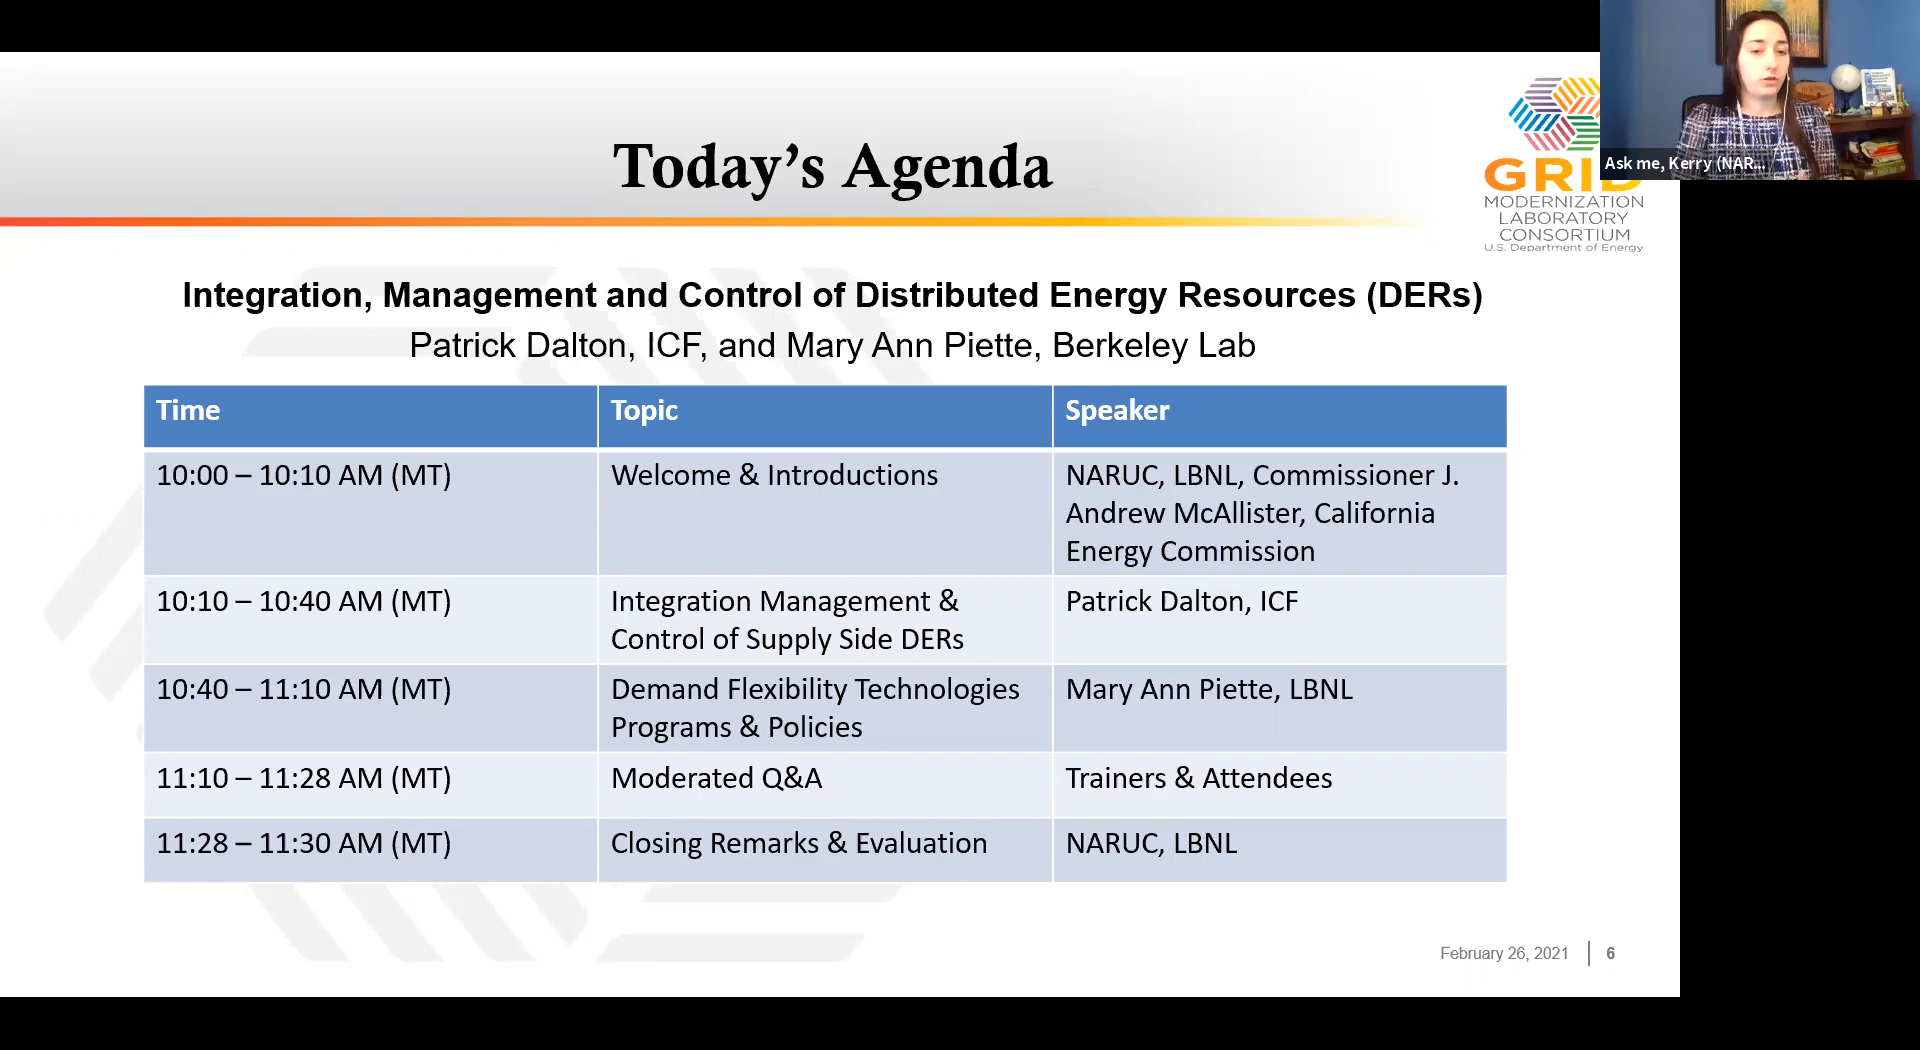 Today's Agenda
Ask me, Kerry (NAR...
GRID
MODERNIZATION
LABORATORY
CONSORTIUM
U.S. Department of Energy
Integration, Management and Control of Distributed Energy Resources (DERs)
Patrick Dalton, ICF, and Mary Ann Piette, Berkeley Lab
Time Topic Speaker
10:00 – 10:10 AM (MT) Welcome & Introductions NARUC, LBNL, Commissioner J.
Andrew McAllister, California
Energy Commission
10:10 – 10:40 AM (MT) Integration Management & Patrick Dalton, ICF
Control of Supply Side DERs
10:40 – 11:10 AM (MT) Demand Flexibility Technologies Mary Ann Piette, LBNL
Programs & Policies
11:10 – 11:28 AM (MT) Moderated Q&A Trainers & Attendees
11:28 – 11:30 AM (MT) Closing Remarks & Evaluation NARUC, LBNL
February 26, 2021 6